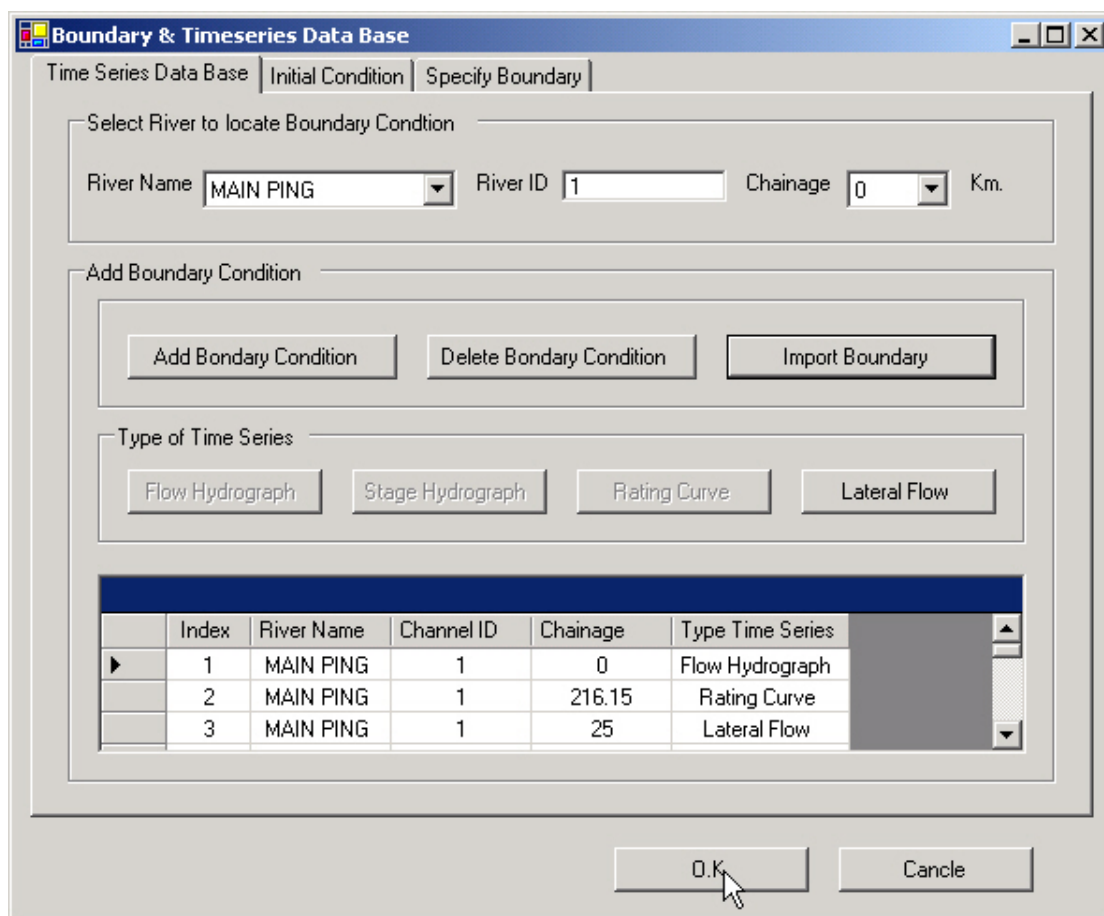 Boundary & Timeseries Data Base
Time Series Data Base Initial Condition Specify Boundary
Select River to locate Boundary Condtion
River Name MAIN PING River ID 1 Chainage 0 Km.
Add Boundary Condition
Add Bondary Condition Delete Bondary Condition Import Boundary
Type of Time Series
Flow Hydrograph Stage Hydrograph Rating Curve Lateral Flow
Index River Name Channel ID Chainage Type Time Series
1 MAIN PING 1 0 Flow Hydrograph
2 MAIN PING 1 216.15 Rating Curve
3 MAIN PING 1 25 Lateral Flow
O.K Cancle